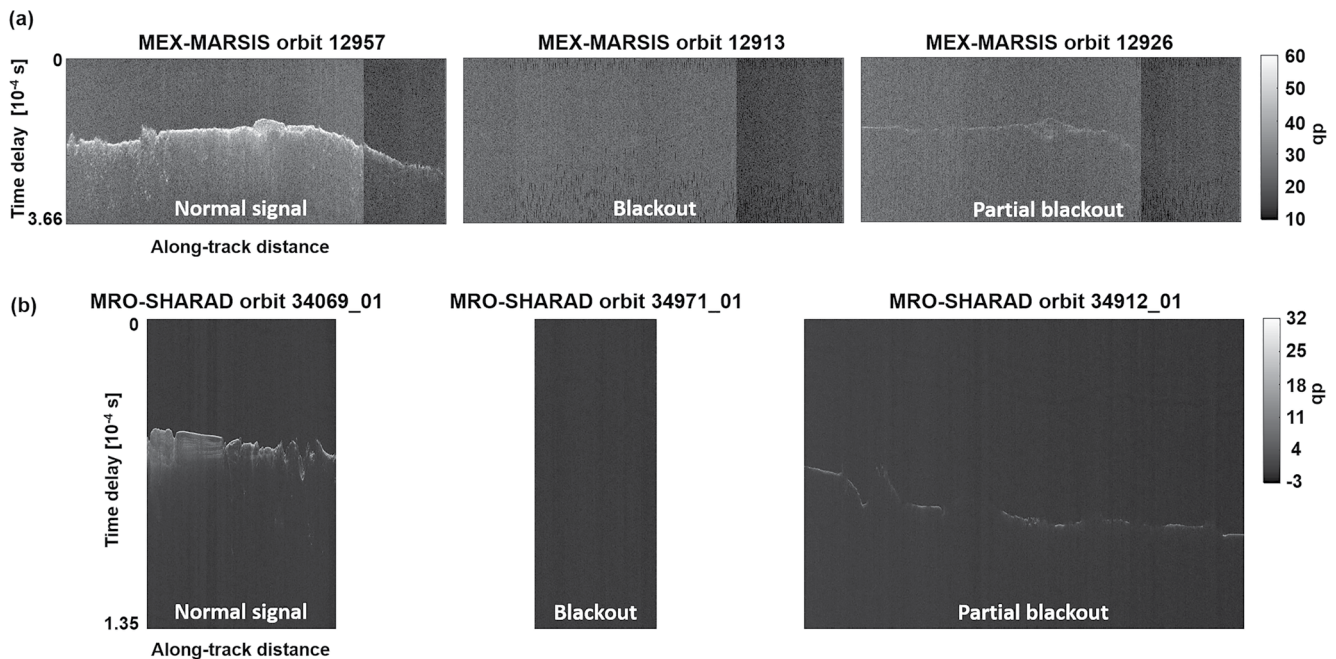 (a)
MEX-MARSIS orbit 12957
MEX-MARSIS orbit 12913
MEX-MARSIS orbit 12926
0
Time delay [10⁻⁴ s]
3.66
Normal signal
Blackout
Partial blackout
60
50
40
30
20
10
db
Along-track distance
(b)
MRO-SHARAD orbit 34069_01
MRO-SHARAD orbit 34971_01
MRO-SHARAD orbit 34912_01
0
Time delay [10⁻⁴ s]
1.35
Normal signal
Blackout
Partial blackout
32
25
18
11
4
-3
db
Along-track distance